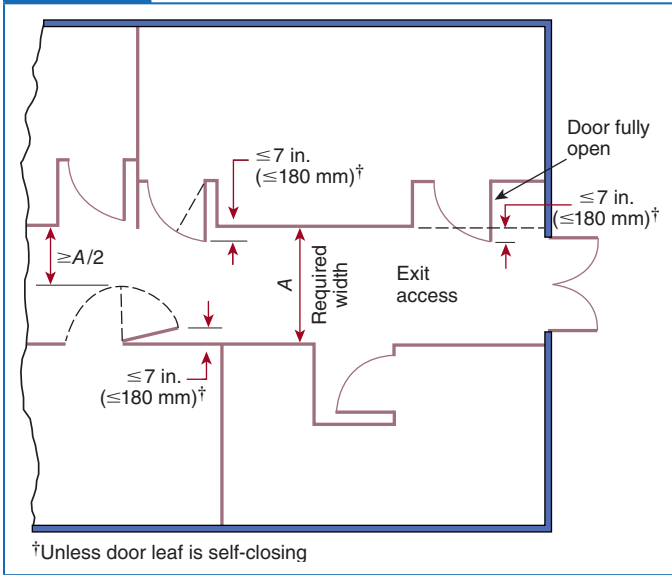 ≤7 in.
(≤180 mm)†
Door fully
open
≤7 in.
(≤180 mm)†
≥A/2
A
Required
width
Exit
access
≤7 in.
(≤180 mm)†
†Unless door leaf is self-closing